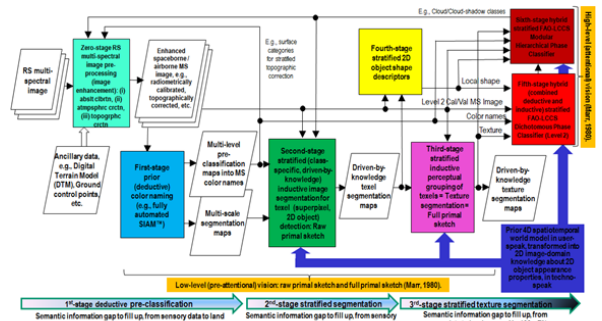 E.g., Cloud/Cloud-shadow classes
Zero-stage RS
multi-spectral
image pre-
processing (image
enhancement): (i)
absltclbrtn, (ii)
atmpsphrc crctn,
(iii) topogrphc
crctn
RS multi-
spectral
image
Enhanced
spaceborne /
airborne MS
image, e.g.,
radiometrically
calibrated,
topographically
corrected, etc.
E.g., surface
categories
for stratified
topographic
correction
Fourth-stage
stratified 2D
object shape
descriptors
Sixth-stage hybrid
stratified FAO-LCCS
Modular
Hierarchical Phase
Classifier
High-level (attentional) vision (Marr, 1980).
Local shape
Level 2 Cal/Val MS Image
Color names
Texture
Fifth-stage hybrid
(combined
deductive and
inductive) stratified
FAO-LCCS
Dichotomous Phase
Classifier (Level 2)
Ancillary data,
e.g., Digital
Terrain Model
(DTM), Ground
control points,
etc.
First-stage
prior
(deductive)
color naming
(e.g., fully
automated
SIAM™)
Multi-level
pre-
classification
maps into MS
color names
Multi-scale
segmentation
maps
Second-stage
stratified (class-
specific, driven-by-
knowledge)
inductive image
segmentation for
texel (superpixel,
2D object)
detection: Raw
primal sketch
Driven-by-
knowledge
texel
segmentation
maps
Third-stage
stratified
inductive
perceptual
grouping of
texels = Texture
segmentation=
Full primal
sketch
Driven-by-
knowledge
texture
segmentation
maps
Prior 4D spatiotemporal
world model in user-
speak, transformed into
2D image-domain
knowledge about 2D
object appearance
properties, in techno-
speak
Low-level (pre-attentional) vision: raw primal sketch and full primal sketch (Marr, 1980).
1st-stage deductive pre-classification
2nd-stage stratified segmentation
3rd-stage stratified texture segmentation
Semantic information gap to fill up, from sensory data to land
Semantic information gap to fill up, from sensory
Semantic information gap to fill up, from